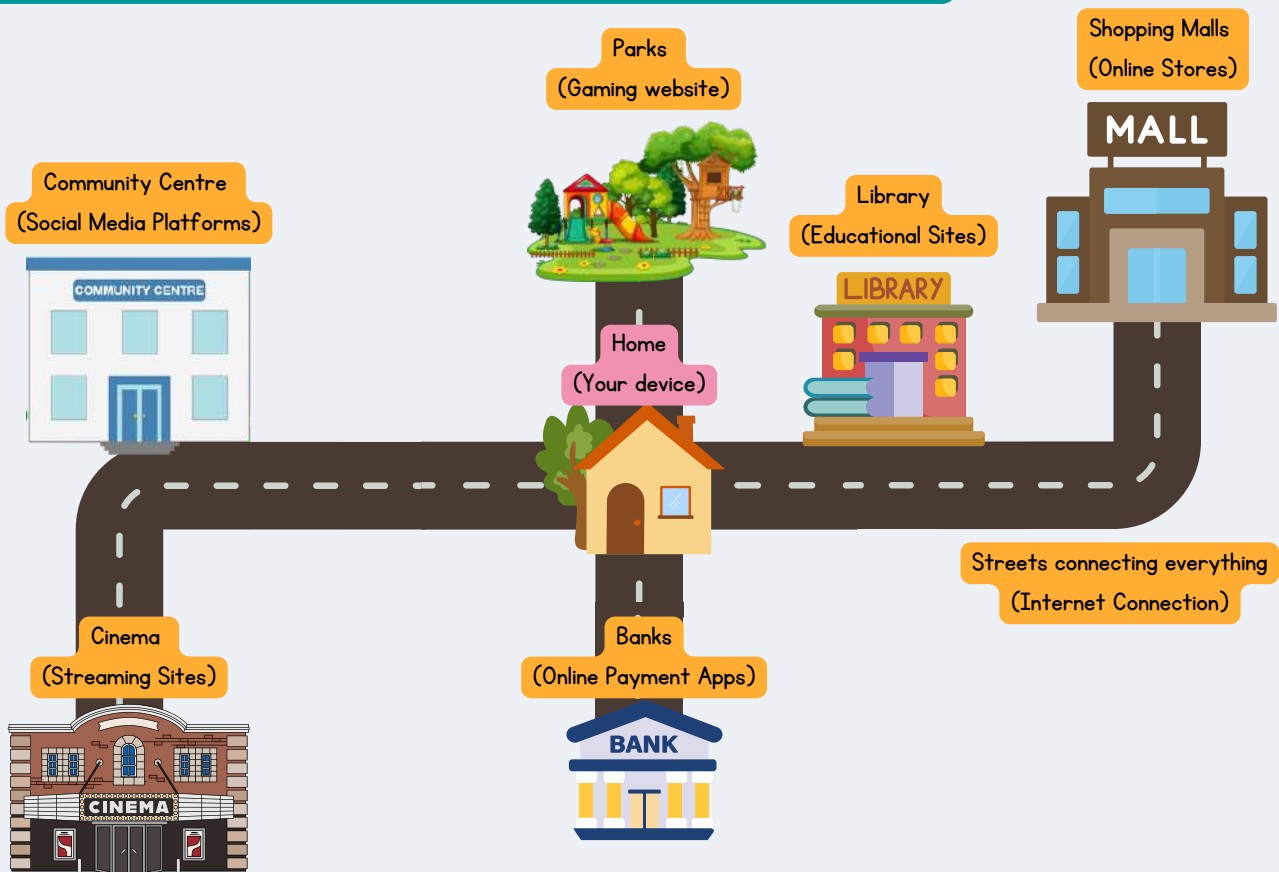 Shopping Malls
(Online Stores)
MALL
Parks
(Gaming website)
Community Centre
(Social Media Platforms)
COMMUNITY CENTRE
Library
(Educational Sites)
LIBRARY
Home
(Your device)
Streets connecting everything
(Internet Connection)
Cinema
(Streaming Sites)
CINEMA
Banks
(Online Payment Apps)
BANK